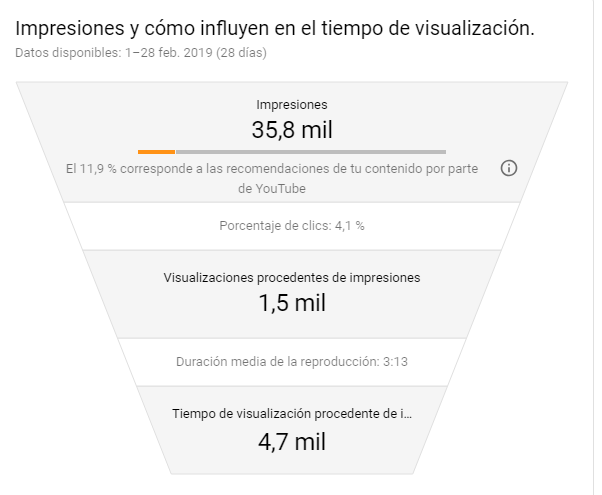 Impresiones y cómo influyen en el tiempo de visualización.
Datos disponibles: 1–28 feb. 2019 (28 días)
Impresiones
35,8 mil
El 11,9 % corresponde a las recomendaciones de tu contenido por parte
de YouTube
Porcentaje de clics: 4,1 %
Visualizaciones procedentes de impresiones
1,5 mil
Duración media de la reproducción: 3:13
Tiempo de visualización procedente de i...
4,7 mil